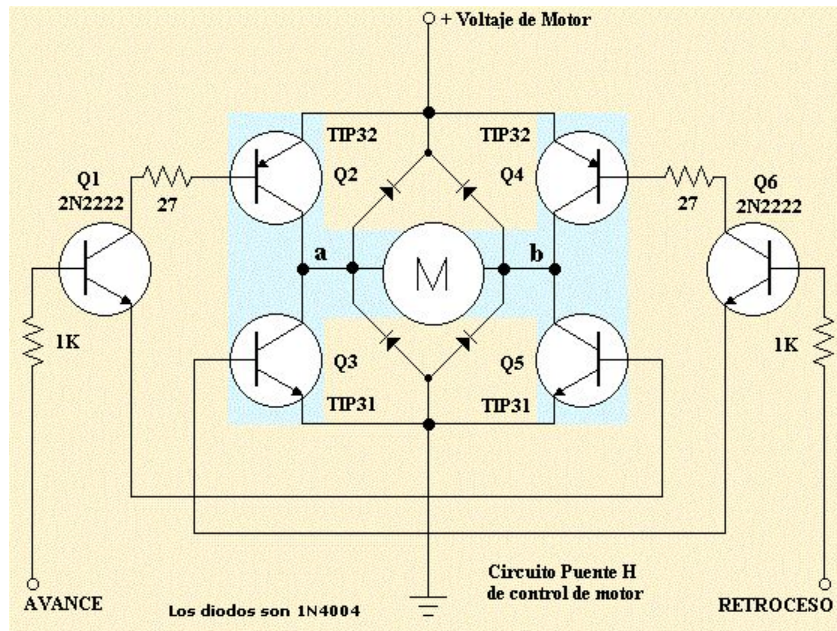 + Voltaje de Motor
TIP32
TIP32
Q1
2N2222
27
Q2
Q4
27
Q6
2N2222
a
M
b
1K
Q3
Q5
1K
TIP31
TIP31
Circuito Puente H
de control de motor
AVANCE
Los diodos son 1N4004
RETROCESO